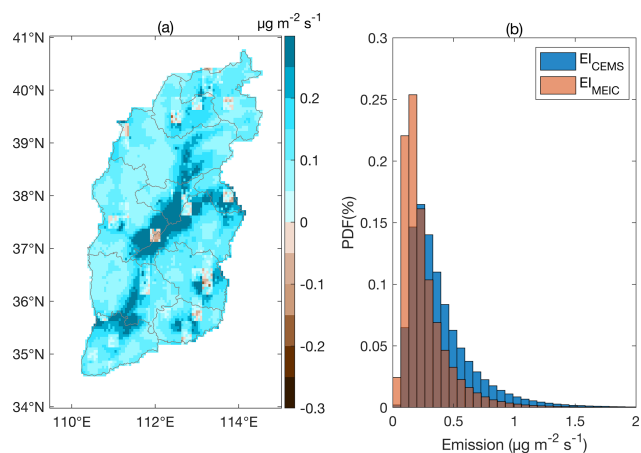 µg m⁻² s⁻¹
(a)
41°N
40°N
39°N
38°N
37°N
36°N
35°N
34°N
110°E
112°E
114°E
0.2
0.1
0
-0.1
-0.2
-0.3
(b)
0.3
0.25
0.2
0.15
0.1
0.05
0
PDF(%)
EI_CEMS
EI_MEIC
0
0.5
1
1.5
2
Emission (µg m⁻² s⁻¹)